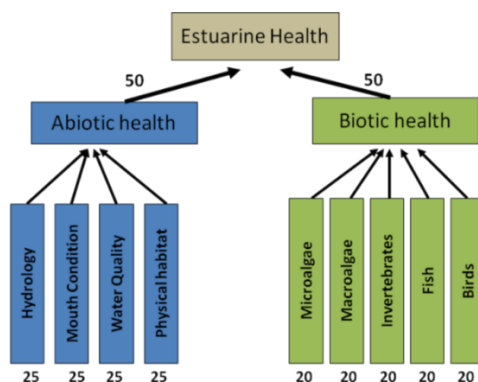 Estuarine Health
50
50
Abiotic health
Biotic health
Hydrology
Mouth Condition
Water Quality
Physical habitat
Microalgae
Macroalgae
Invertebrates
Fish
Birds
25
25
25
25
20
20
20
20
20